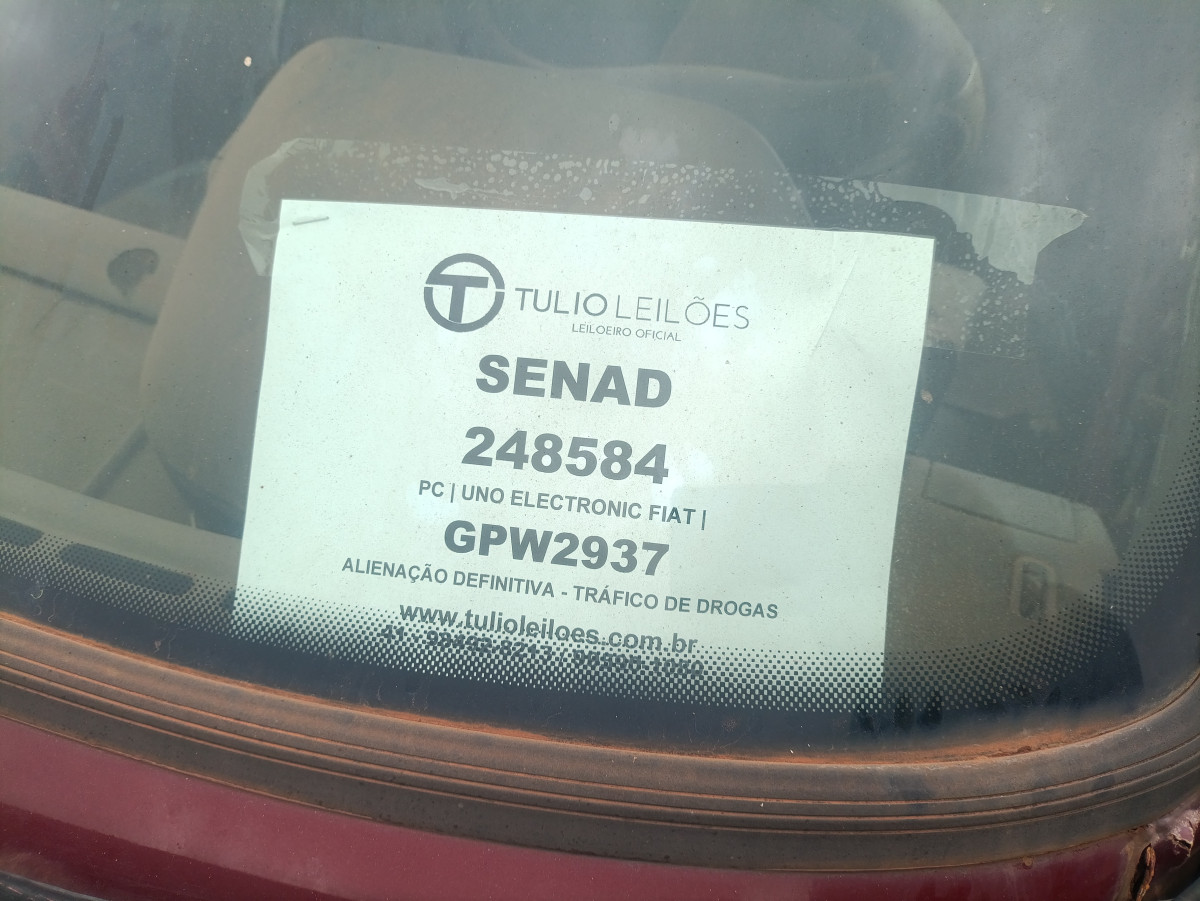 TULIO LEILÕES
LEILOEIRO OFICIAL
SENAD
248584
PC | UNO ELECTRONIC FIAT |
GPW2937
ALIENAÇÃO DEFINITIVA - TRÁFICO DE DROGAS
www.tulioleiloes.com.br